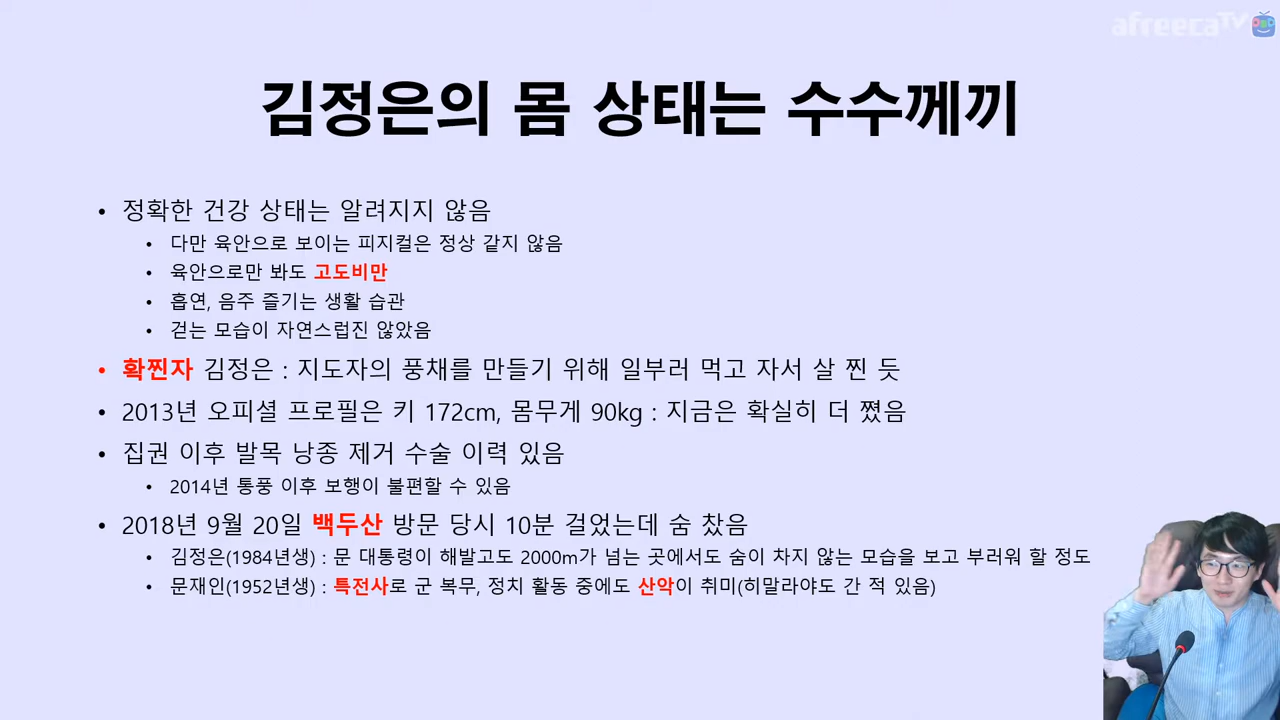 afreecaTV
김정은의 몸 상태는 수수께끼
• 정확한 건강 상태는 알려지지 않음
• 다만 육안으로 보이는 피지컬은 정상 같지 않음
• 육안으로만 봐도 고도비만
• 흡연, 음주 즐기는 생활 습관
• 걷는 모습이 자연스럽진 않았음
• 확찐자 김정은 : 지도자의 풍채를 만들기 위해 일부러 먹고 자서 살 찐 듯
• 2013년 오피셜 프로필은 키 172cm, 몸무게 90kg : 지금은 확실히 더 쪘음
• 집권 이후 발목 낭종 제거 수술 이력 있음
• 2014년 통풍 이후 보행이 불편할 수 있음
• 2018년 9월 20일 백두산 방문 당시 10분 걸었는데 숨 찼음
• 김정은(1984년생) : 문 대통령이 해발고도 2000m가 넘는 곳에서도 숨이 차지 않는 모습을 보고 부러워 할 정도
• 문재인(1952년생) : 특전사로 군 복무, 정치 활동 중에도 산악이 취미(히말라야도 간 적 있음)